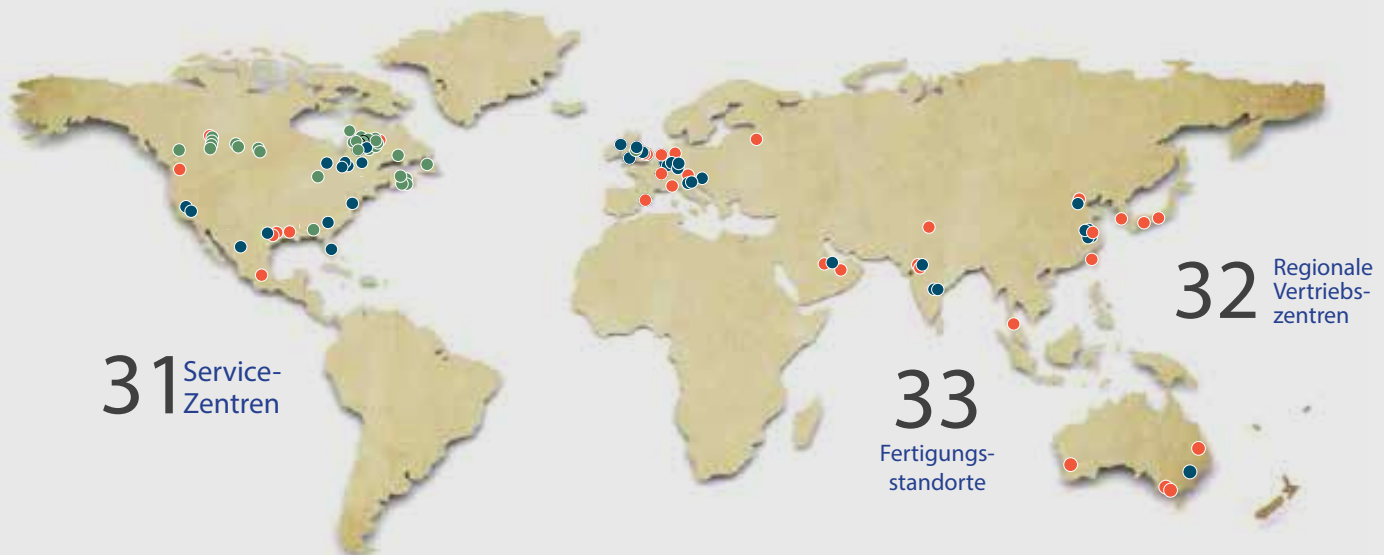 32
Regionale
Vertriebs-
zentren
31
Service-
Zentren
33
Fertigungs-
standorte